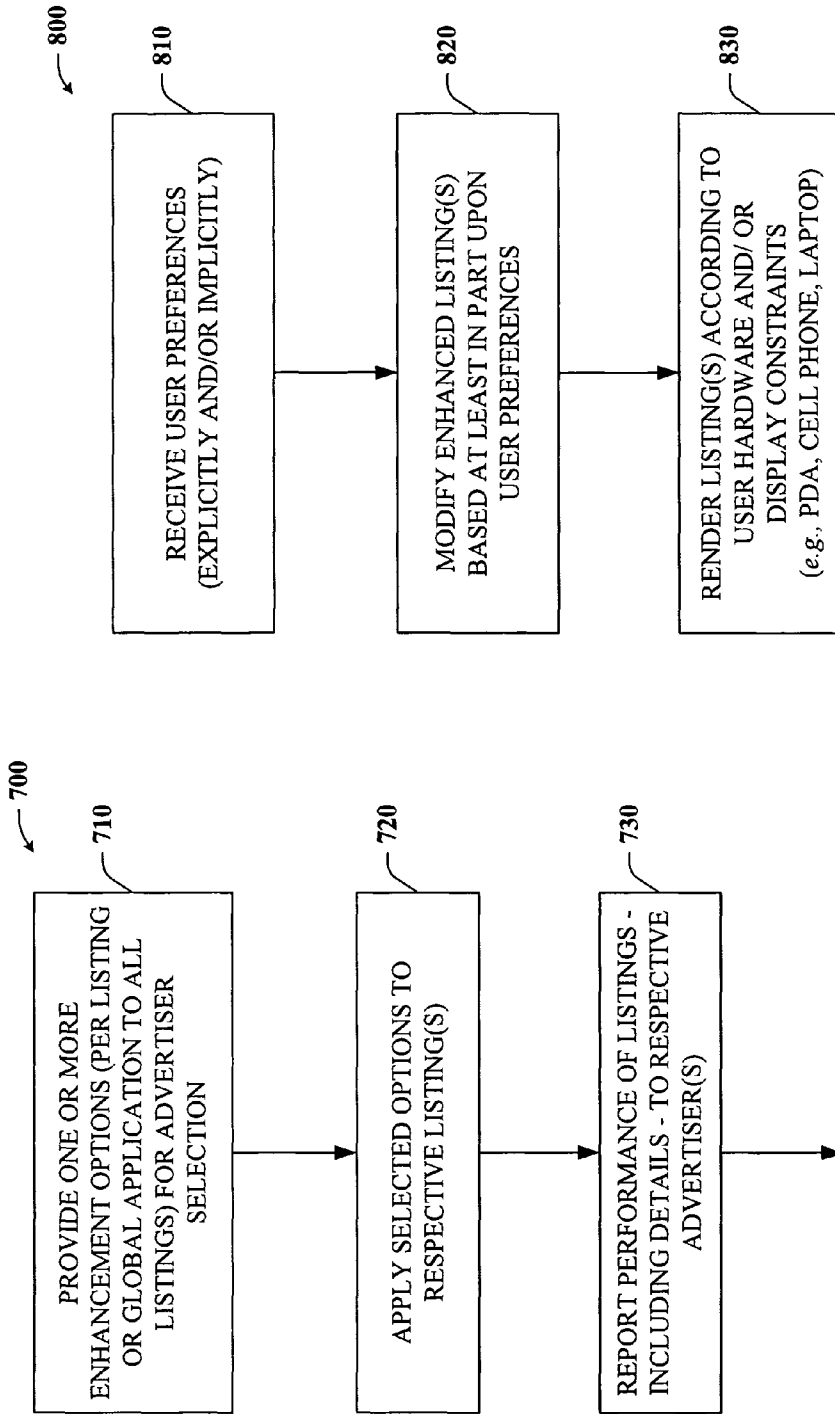 700
PROVIDE ONE OR MORE
ENHANCEMENT OPTIONS (PER LISTING
OR GLOBAL APPLICATION TO ALL
LISTINGS) FOR ADVERTISER
SELECTION
710
APPLY SELECTED OPTIONS TO
RESPECTIVE LISTING(S)
720
REPORT PERFORMANCE OF LISTINGS -
INCLUDING DETAILS - TO RESPECTIVE
ADVERTISER(S)
730
800
RECEIVE USER PREFERENCES
(EXPLICITLY AND/OR IMPLICITLY)
810
MODIFY ENHANCED LISTING(S)
BASED AT LEAST IN PART UPON
USER PREFERENCES
820
RENDER LISTING(S) ACCORDING TO
USER HARDWARE AND/ OR
DISPLAY CONSTRAINTS
(e.g., PDA, CELL PHONE, LAPTOP)
830